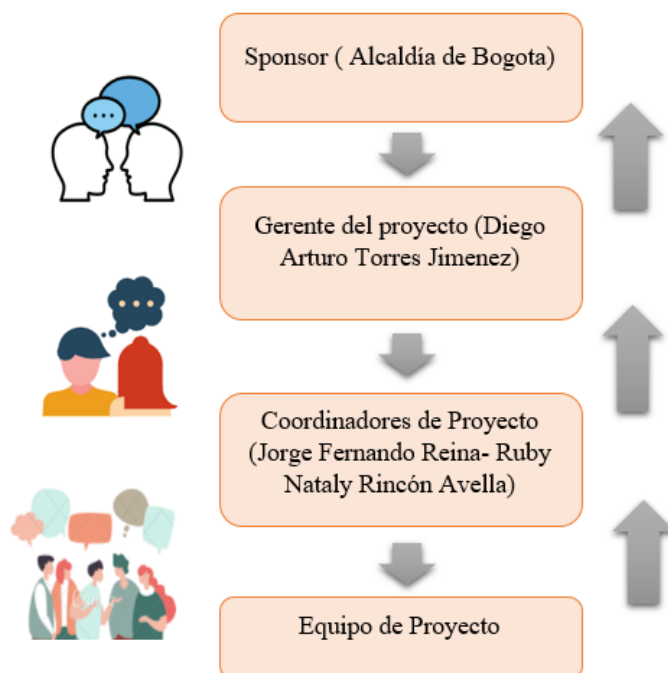 Sponsor ( Alcaldía de Bogota)
Gerente del proyecto (Diego
Arturo Torres Jimenez)
Coordinadores de Proyecto
(Jorge Fernando Reina- Ruby
Nataly Rincón Avella)
Equipo de Proyecto